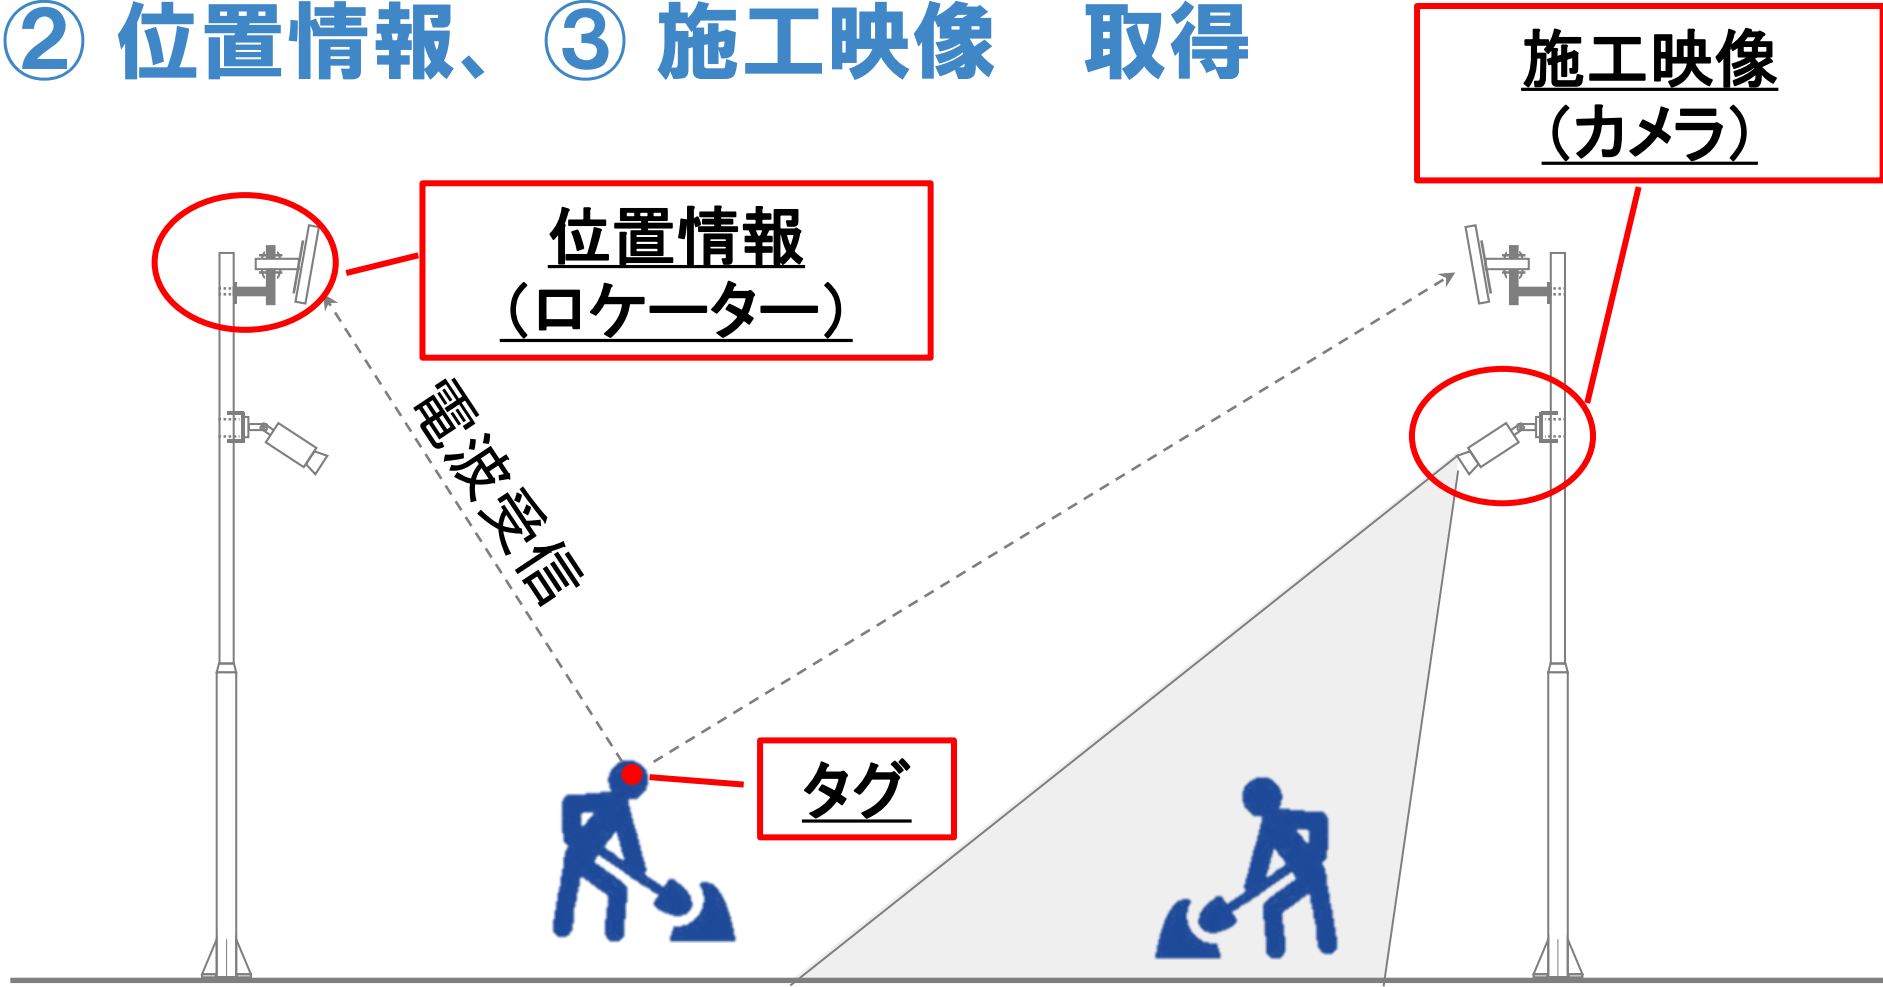 ② 位置情報、③ 施工映像　取得
施工映像
（カメラ）
位置情報
（ロケーター）
電波受信
タグ